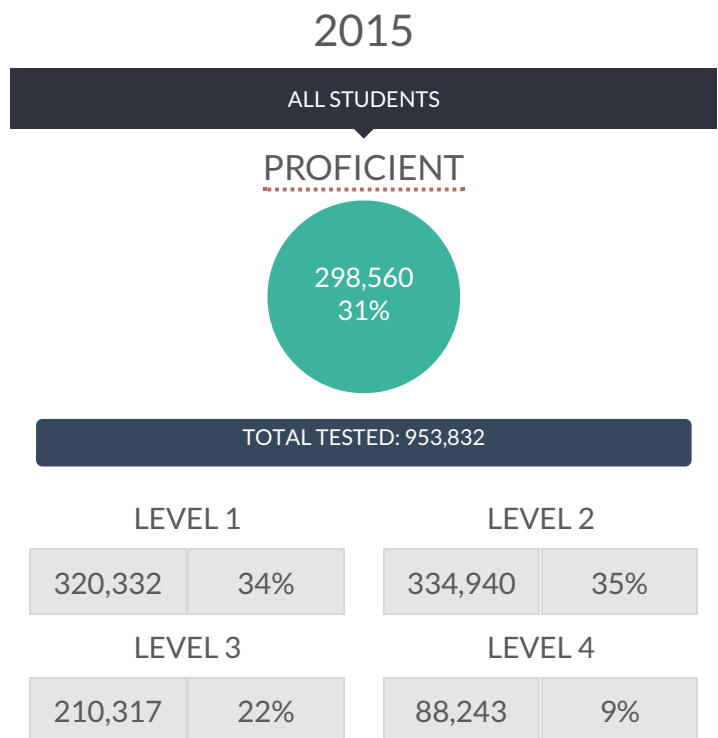 2015
ALL STUDENTS
PROFICIENT
298,560
31%
TOTAL TESTED: 953,832
LEVEL 1 LEVEL 2
320,332 34% 334,940 35%
LEVEL 3 LEVEL 4
210,317 22% 88,243 9%